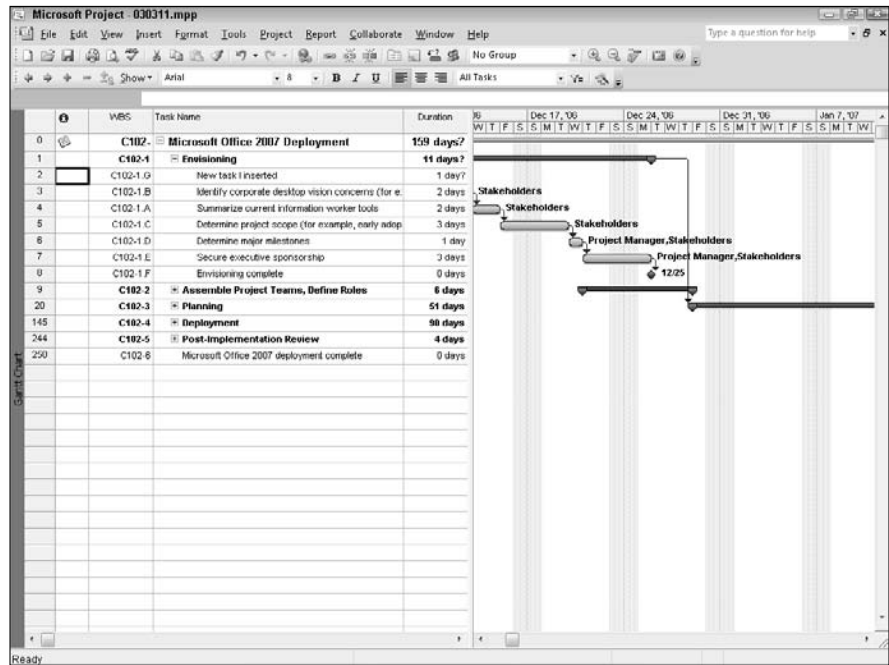 Microsoft Project - 030311.mpp
File Edit View Insert Format Tools Project Report Collaborate Window Help Type a question for help
No Group
Show Arial 8 B I U All Tasks
WBS Task Name Duration
Dec 17, '06 Dec 24, '06 Dec 31, '06 Jan 7, '07
W T F S S M T W T F S S M T W T F S S M T W T F S S M T W
0 C102- Microsoft Office 2007 Deployment 159 days?
1 C102-1 Envisioning 11 days?
2 C102-1.G New task I inserted 1 day?
3 C102-1.B Identify corporate desktop vision concerns (for e: 2 days Stakeholders
4 C102-1.A Summarize current information worker tools 2 days Stakeholders
5 C102-1.C Determine project scope (for example, early adop 3 days Stakeholders
6 C102-1.D Determine major milestones 1 day Project Manager,Stakeholders
7 C102-1.E Secure executive sponsorship 3 days Project Manager,Stakeholders
8 C102-1.F Envisioning complete 0 days 12/25
9 C102-2 Assemble Project Teams, Define Roles 6 days
20 C102-3 Planning 51 days
145 C102-4 Deployment 90 days
244 C102-5 Post-Implementation Review 4 days
250 C102-6 Microsoft Office 2007 deployment complete 0 days
Gantt Chart
Ready